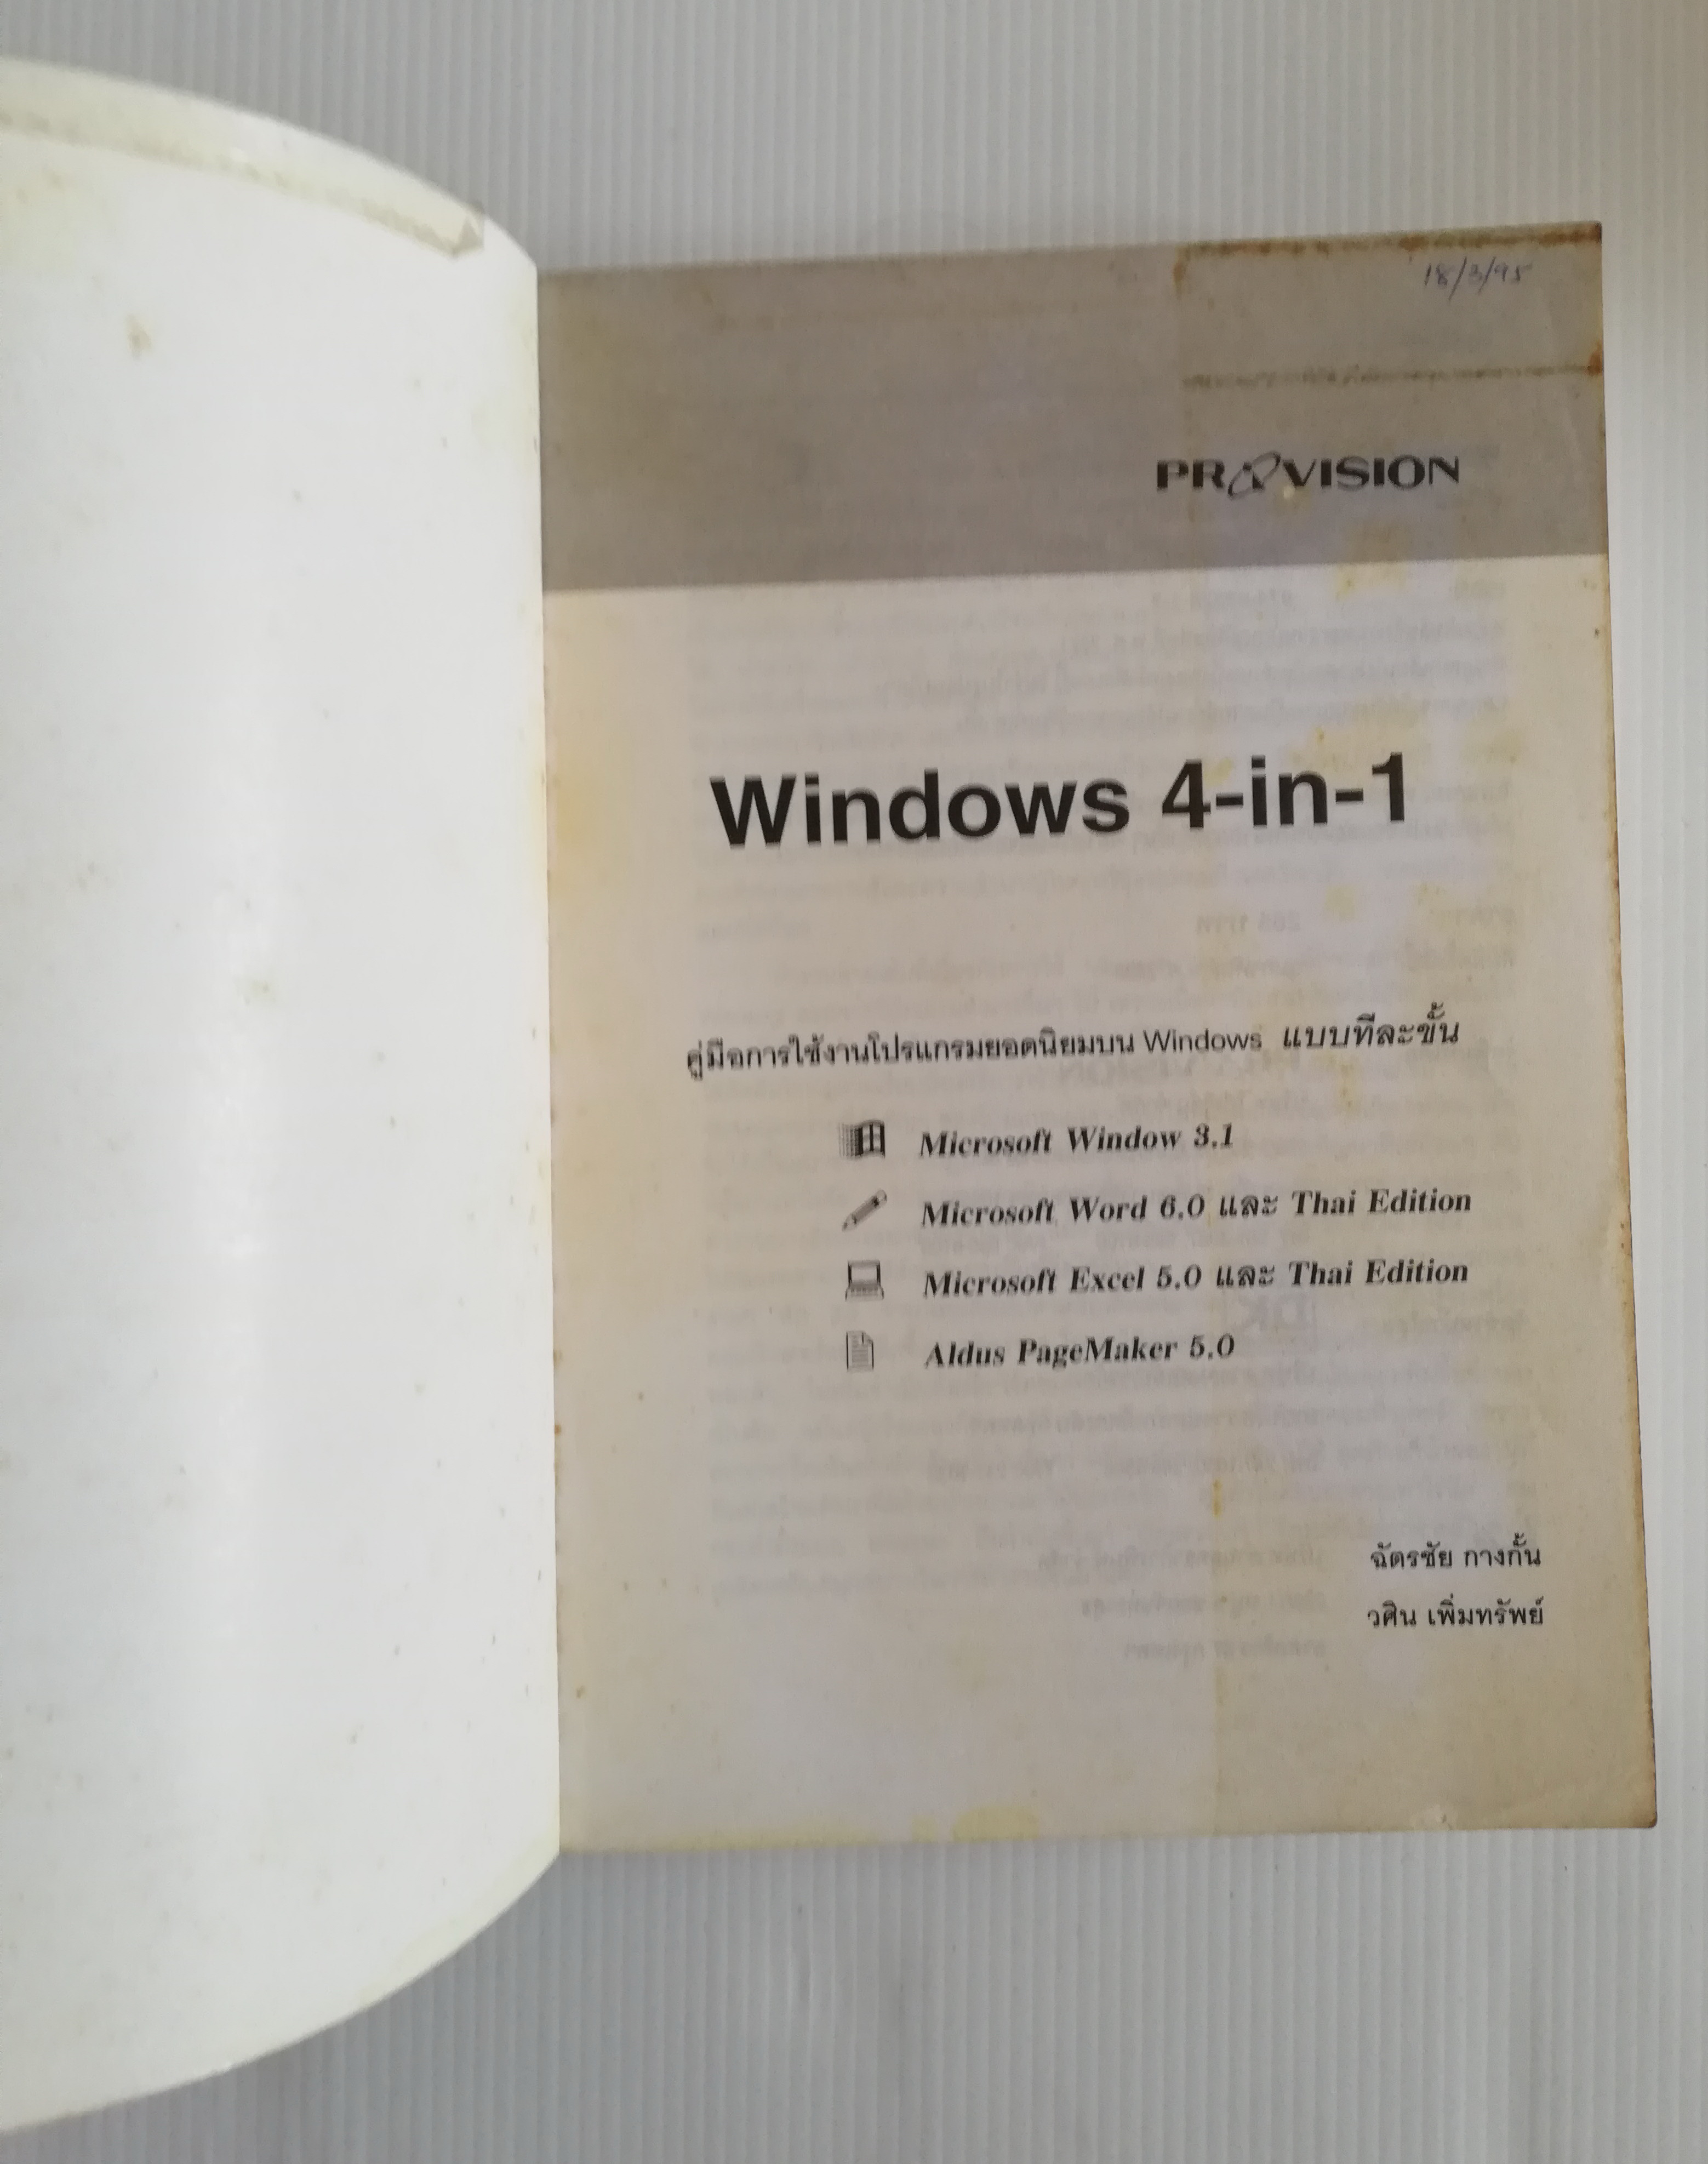 18/3/95
PROVISION
Windows 4-in-1
คู่มือการใช้งานโปรแกรมยอดนิยมบน Windows แบบทีละขั้น
Microsoft Window 3.1
Microsoft Word 6.0 และ Thai Edition
Microsoft Excel 5.0 และ Thai Edition
Aldus PageMaker 5.0
ฉัตรชัย กางกั้น
วศิน เพิ่มทรัพย์